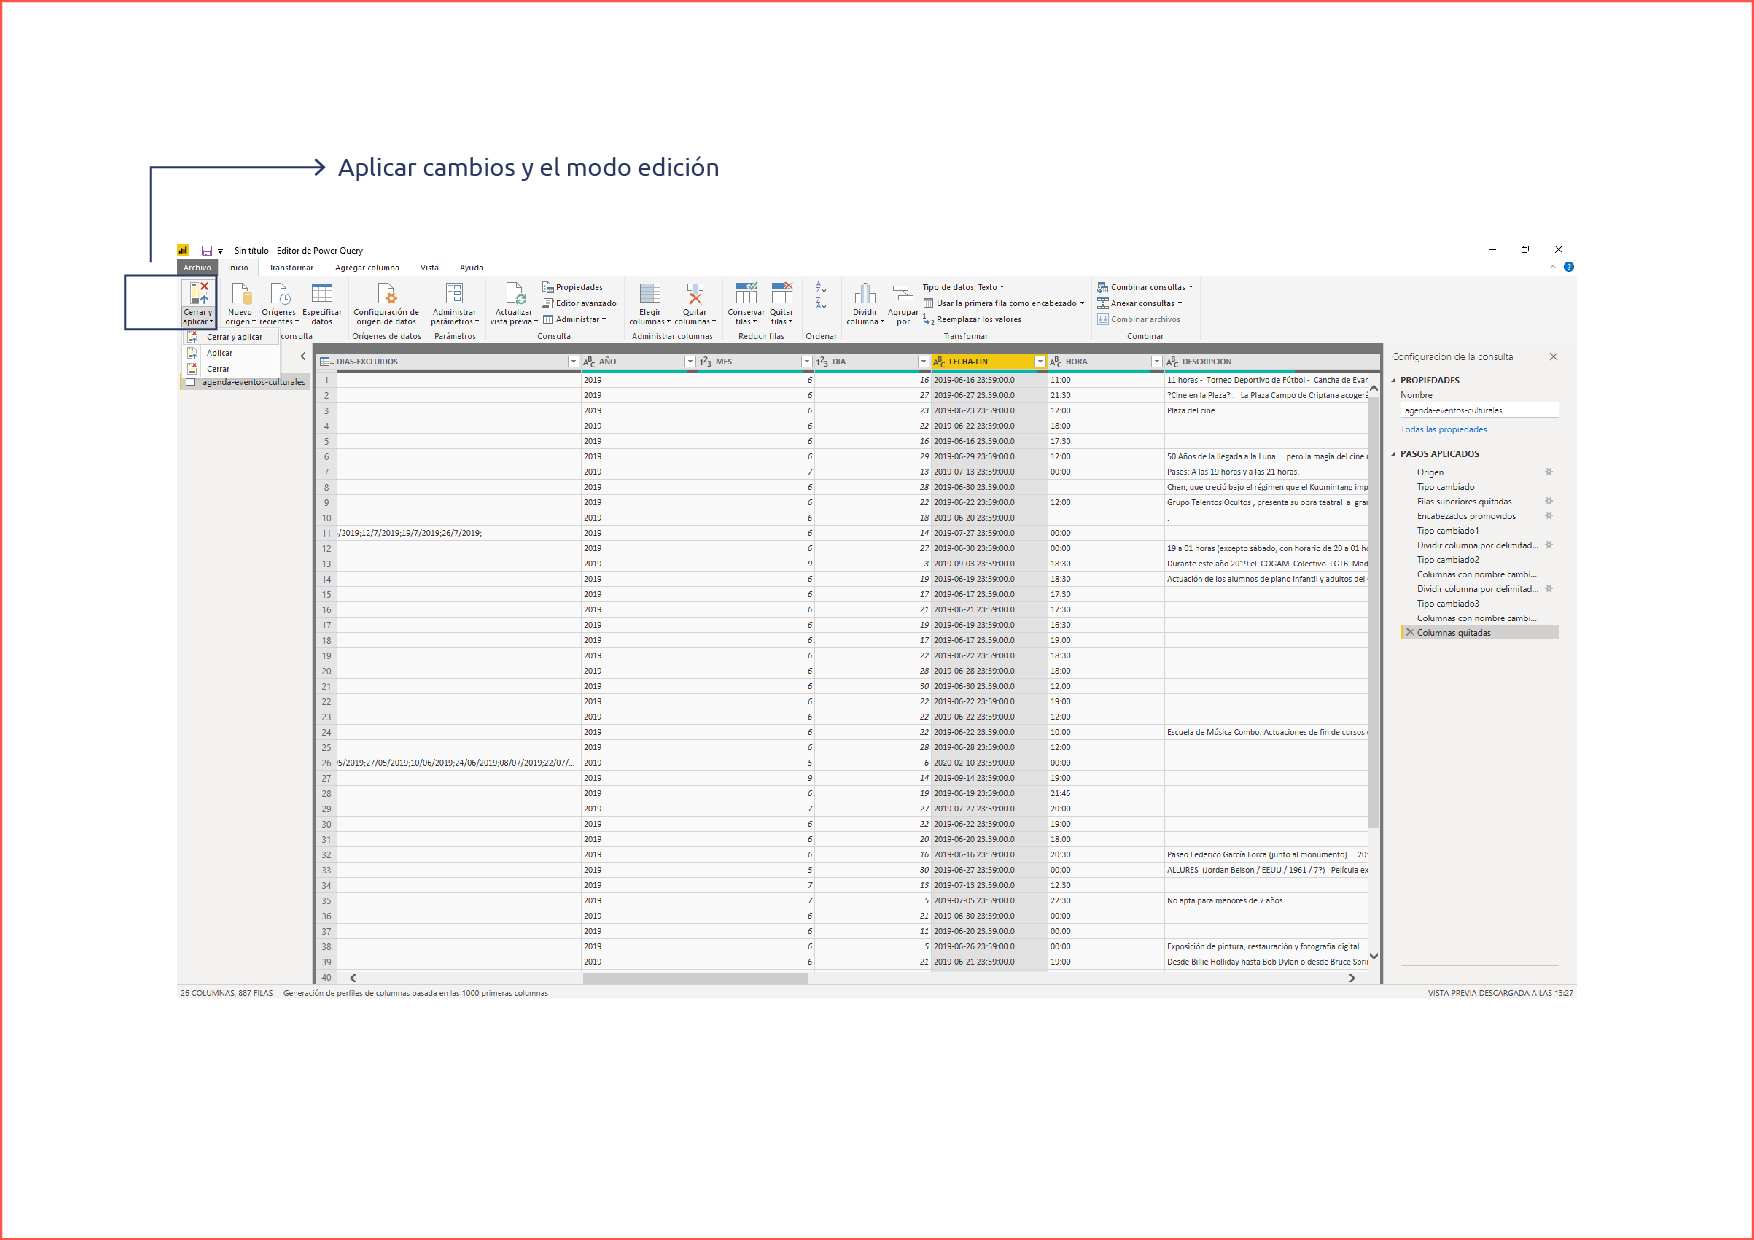 Aplicar cambios y el modo edición
Sin título - Editor de Power Query
Archivo Inicio Transformar Agregar columna Vista Ayuda
Cerrar y aplicar
Nuevo origen Orígenes recientes Especificar datos
Configuración de origen de datos
Administrar parámetros
Actualizar vista previa
Propiedades
Editor avanzado
Administrar
Elegir columnas Quitar columnas
Conservar filas Quitar filas
Dividir columna Agrupar por
Tipo de datos: Texto
Usar la primera fila como encabezado
Reemplazar los valores
Combinar consultas
Anexar consultas
Combinar archivos
Orígenes de datos Parámetros Consulta Administrar columnas Reducir filas Ordenar Transformar Combinar
Cerrar y aplicar
Aplicar
Cerrar
agenda-eventos-culturales
DIAS-EXCLUIDOS AÑO MES DIA FECHA-FIN HORA DESCRIPCION
1 2019 6 16 2019-06-16 23:59:00.0 11:00 11 horas - Torneo Deportivo de Fútbol - Cancha de Evar
2 2019 6 27 2019-06-27 23:59:00.0 21:30 ?Cine en la Plaza? . La Plaza Campo de Criptana acogerá
3 2019 6 23 2019-06-23 23:59:00.0 12:00 Plaza del cine
4 2019 6 22 2019-06-22 23:59:00.0 18:00
5 2019 6 16 2019-06-16 23:59:00.0 17:30
6 2019 6 29 2019-06-29 23:59:00.0 12:00 50 Años de la llegada a la Luna pero la magia del cine
7 2019 7 13 2019-07-13 23:59:00.0 00:00 Pases: A las 19 horas y a las 21 horas.
8 2019 6 28 2019-06-30 23:59:00.0 Chen, que creció bajo el régimen que el Kuomintang imp
9 2019 6 22 2019-06-22 23:59:00.0 12:00 Grupo Talentos Ocultos , presente su obra teatral a gra
10 2019 6 18 2019-06-20 23:59:00.0 .
11 /2019;12/7/2019;19/7/2019;26/7/2019; 2019 6 14 2019-07-27 23:59:00.0 00:00
12 2019 6 27 2019-06-30 23:59:00.0 00:00 19 a 01 horas (excepto sábado, con horario de 20 a 01 ho
13 2019 9 3 2019-09-03 23:59:00.0 18:30 Durante este año 2019 el COGAM Colectivo LGTB Mad
14 2019 6 19 2019-06-19 23:59:00.0 18:30 Actuación de los alumnos de piano infantil y adultos del
15 2019 6 17 2019-06-17 23:59:00.0 17:30
16 2019 6 21 2019-06-21 23:59:00.0 17:30
17 2019 6 19 2019-06-19 23:59:00.0 16:30
18 2019 6 17 2019-06-17 23:59:00.0 19:00
19 2019 6 22 2019-06-22 23:59:00.0 18:30
20 2019 6 28 2019-06-28 23:59:00.0 18:00
21 2019 6 30 2019-06-30 23:59:00.0 12:00
22 2019 6 22 2019-06-22 23:59:00.0 19:00
23 2019 6 22 2019-06-22 23:59:00.0 12:00
24 2019 6 22 2019-06-22 23:59:00.0 10:00 Escuela de Música Combo. Actuaciones de fin de cursos
25 2019 6 28 2019-06-28 23:59:00.0 12:00
26 5/2019;27/05/2019;10/06/2019;24/06/2019;08/07/2019;22/07/... 2019 5 6 2020-02-10 23:59:00.0 00:00
27 2019 9 14 2019-09-14 23:59:00.0 19:00
28 2019 6 19 2019-06-19 23:59:00.0 21:45
29 2019 7 27 2019-07-27 23:59:00.0 20:00
30 2019 6 22 2019-06-22 23:59:00.0 19:00
31 2019 6 20 2019-06-20 23:59:00.0 18:00
32 2019 6 16 2019-06-16 23:59:00.0 20:30 Paseo Federico García Lorca (junto al monumento) 20:
33 2019 5 30 2019-06-27 23:59:00.0 00:00 ALLURES (Jordan Belson / EEUU / 1961 / 7?) Película ex
34 2019 7 13 2019-07-13 23:59:00.0 12:30
35 2019 7 5 2019-07-05 23:59:00.0 22:30 No apta para menores de 7 años
36 2019 6 21 2019-06-30 23:59:00.0 00:00
37 2019 6 11 2019-06-20 23:59:00.0 00:00
38 2019 6 5 2019-06-26 23:59:00.0 00:00 Exposición de pintura, restauración y fotografía digital
39 2019 6 21 2019-06-21 23:59:00.0 19:00 Desde Billie Holliday hasta Bob Dylan o desde Bruce Spri
40
Configuración de la consulta
PROPIEDADES
Nombre
agenda-eventos-culturales
Todas las propiedades
PASOS APLICADOS
Origen
Tipo cambiado
Filas superiores quitadas
Encabezados promovidos
Tipo cambiado1
Dividir columna por delimitad...
Tipo cambiado2
Columnas con nombre cambi...
Dividir columna por delimitad...
Tipo cambiado3
Columnas con nombre cambi...
Columnas quitadas
26 COLUMNAS, 887 FILAS Generación de perfiles de columnas basada en las 1000 primeras columnas
VISTA PREVIA DESCARGADA A LAS 13:27